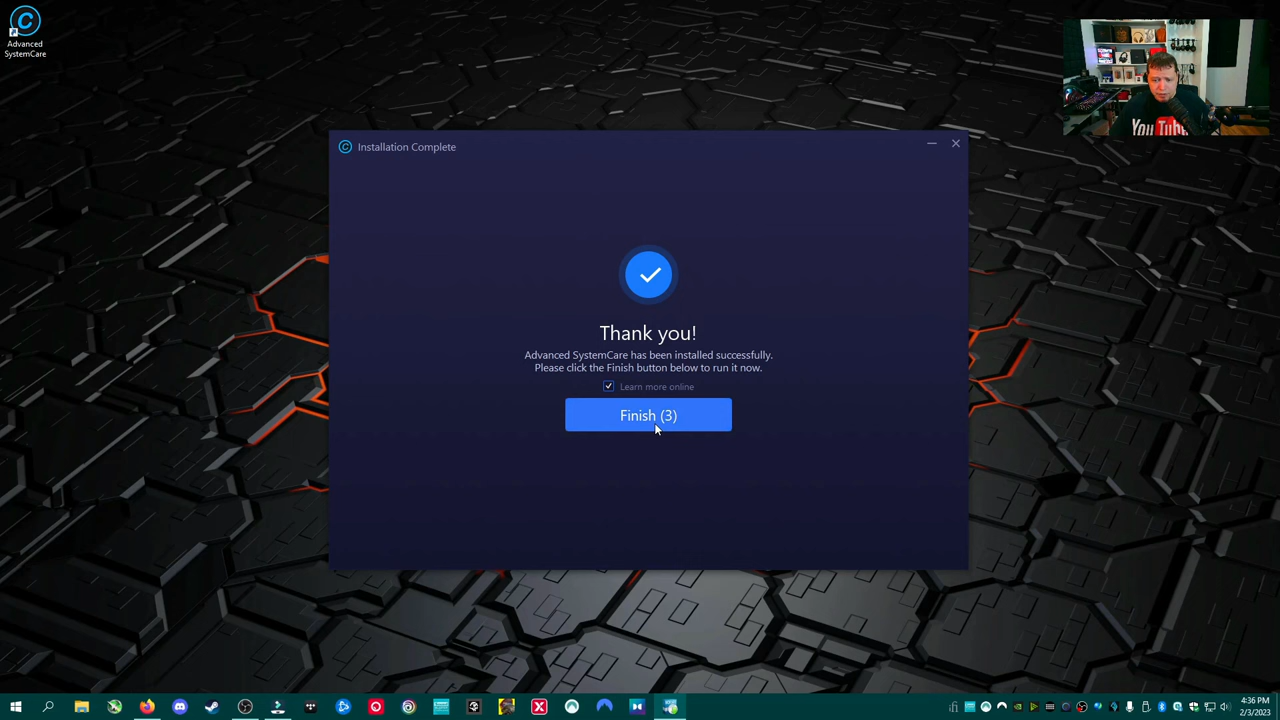 Advanced
SystemCare
Installation Complete
YouTube
Thank you!
Advanced SystemCare has been installed successfully.
Please click the Finish button below to run it now.
Learn more online
Finish (3)
4:36 PM
2/3/2023